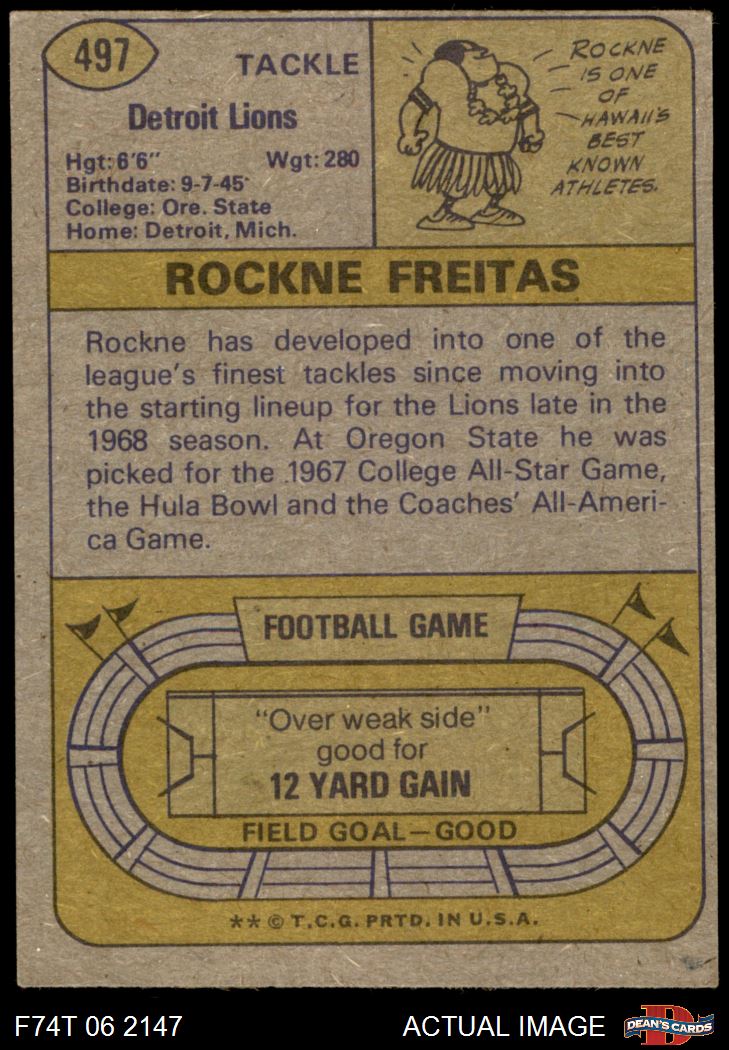 497
TACKLE
Detroit Lions
Hgt: 6'6" Wgt: 280
Birthdate: 9-7-45
College: Ore. State
Home: Detroit, Mich.
ROCKNE
IS ONE
OF
HAWAII'S
BEST
KNOWN
ATHLETES.
ROCKNE FREITAS
Rockne has developed into one of the
league's finest tackles since moving into
the starting lineup for the Lions late in the
1968 season. At Oregon State he was
picked for the 1967 College All-Star Game,
the Hula Bowl and the Coaches' All-Ameri-
ca Game.
FOOTBALL GAME
"Over weak side"
good for
12 YARD GAIN
FIELD GOAL—GOOD
** © T.C.G. PRTD. IN U.S.A.
F74T 06 2147
ACTUAL IMAGE
DEAN'S CARDS